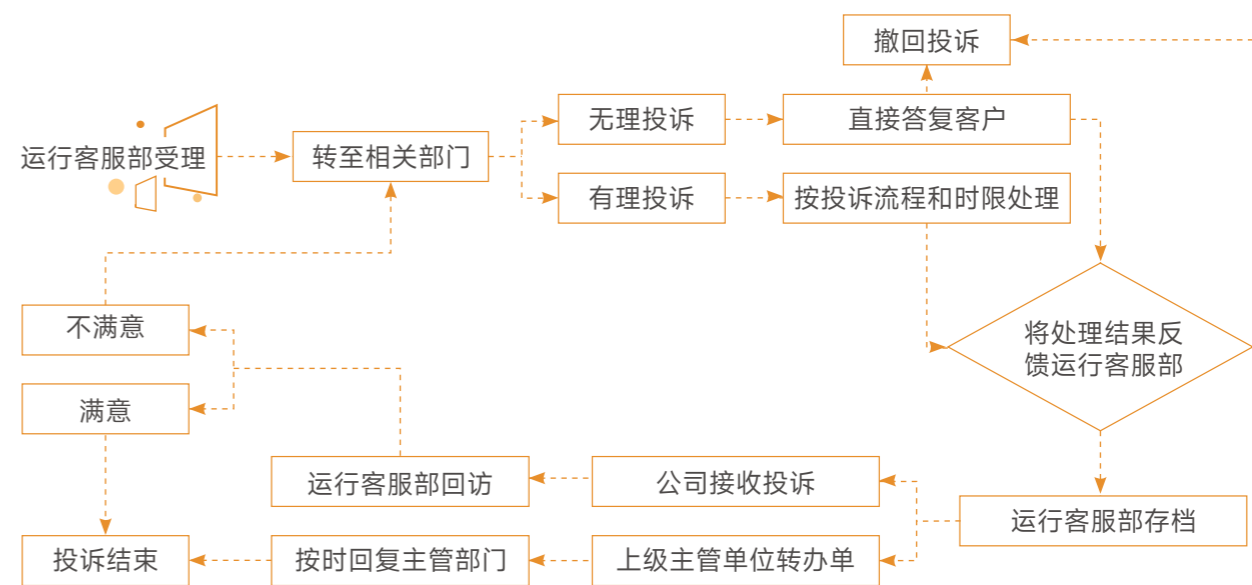 撤回投诉
无理投诉
直接答复客户
运行客服部受理
转至相关部门
有理投诉
按投诉流程和时限处理
不满意
将处理结果反
馈运行客服部
满意
运行客服部回访
公司接收投诉
运行客服部存档
投诉结束
按时回复主管部门
上级主管单位转办单